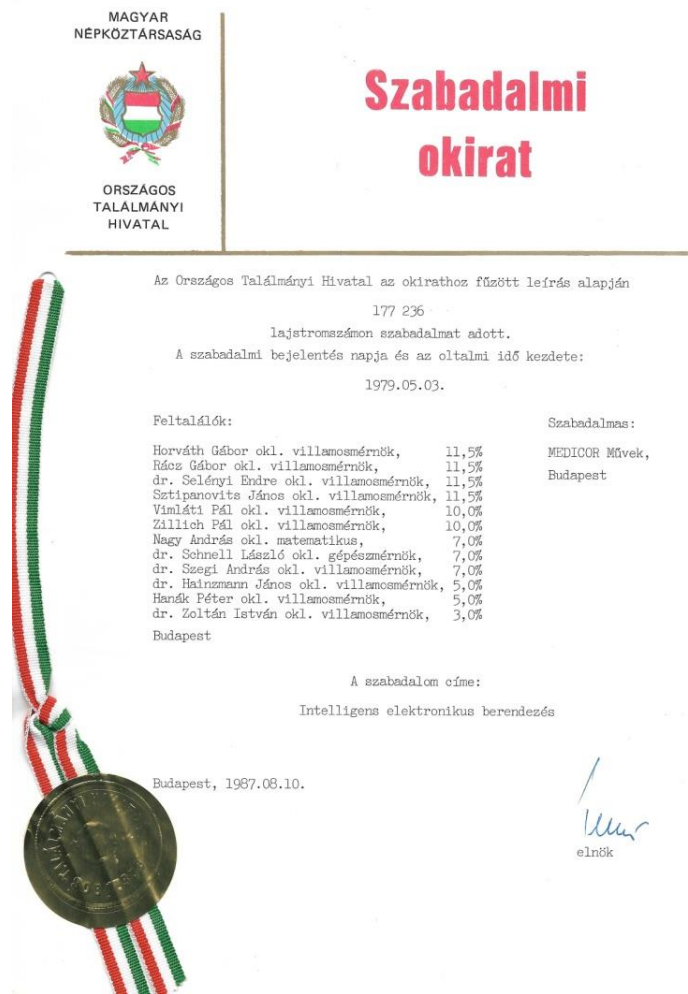 MAGYAR
NÉPKÖZTÁRSASÁG
ORSZÁGOS
TALÁLMÁNYI
HIVATAL
Szabadalmi
okirat
Az Országos Találmányi Hivatal az okirathoz fűzött leírás alapján
177 236
lajstromszámon szabadalmat adott.
A szabadalmi bejelentés napja és az oltalmi idő kezdete:
1979.05.03.
Feltalálók:
Horváth Gábor okl. villamosmérnök, 11,5%
Rácz Gábor okl. villamosmérnök, 11,5%
dr. Selényi Endre okl. villamosmérnök, 11,5%
Sztipanovits János okl. villamosmérnök, 11,5%
Vimláti Pál okl. villamosmérnök, 10,0%
Zillich Pál okl. villamosmérnök, 10,0%
Nagy András okl. matematikus, 7,0%
dr. Schnell László okl. gépészmérnök, 7,0%
dr. Szegi András okl. villamosmérnök, 7,0%
dr. Hainzmann János okl. villamosmérnök, 5,0%
Hanák Péter okl. villamosmérnök, 5,0%
dr. Zoltán István okl. villamosmérnök, 3,0%
Budapest
Szabadalmas:
MEDICOR Művek,
Budapest
A szabadalom címe:
Intelligens elektronikus berendezés
Budapest, 1987.08.10.
elnök